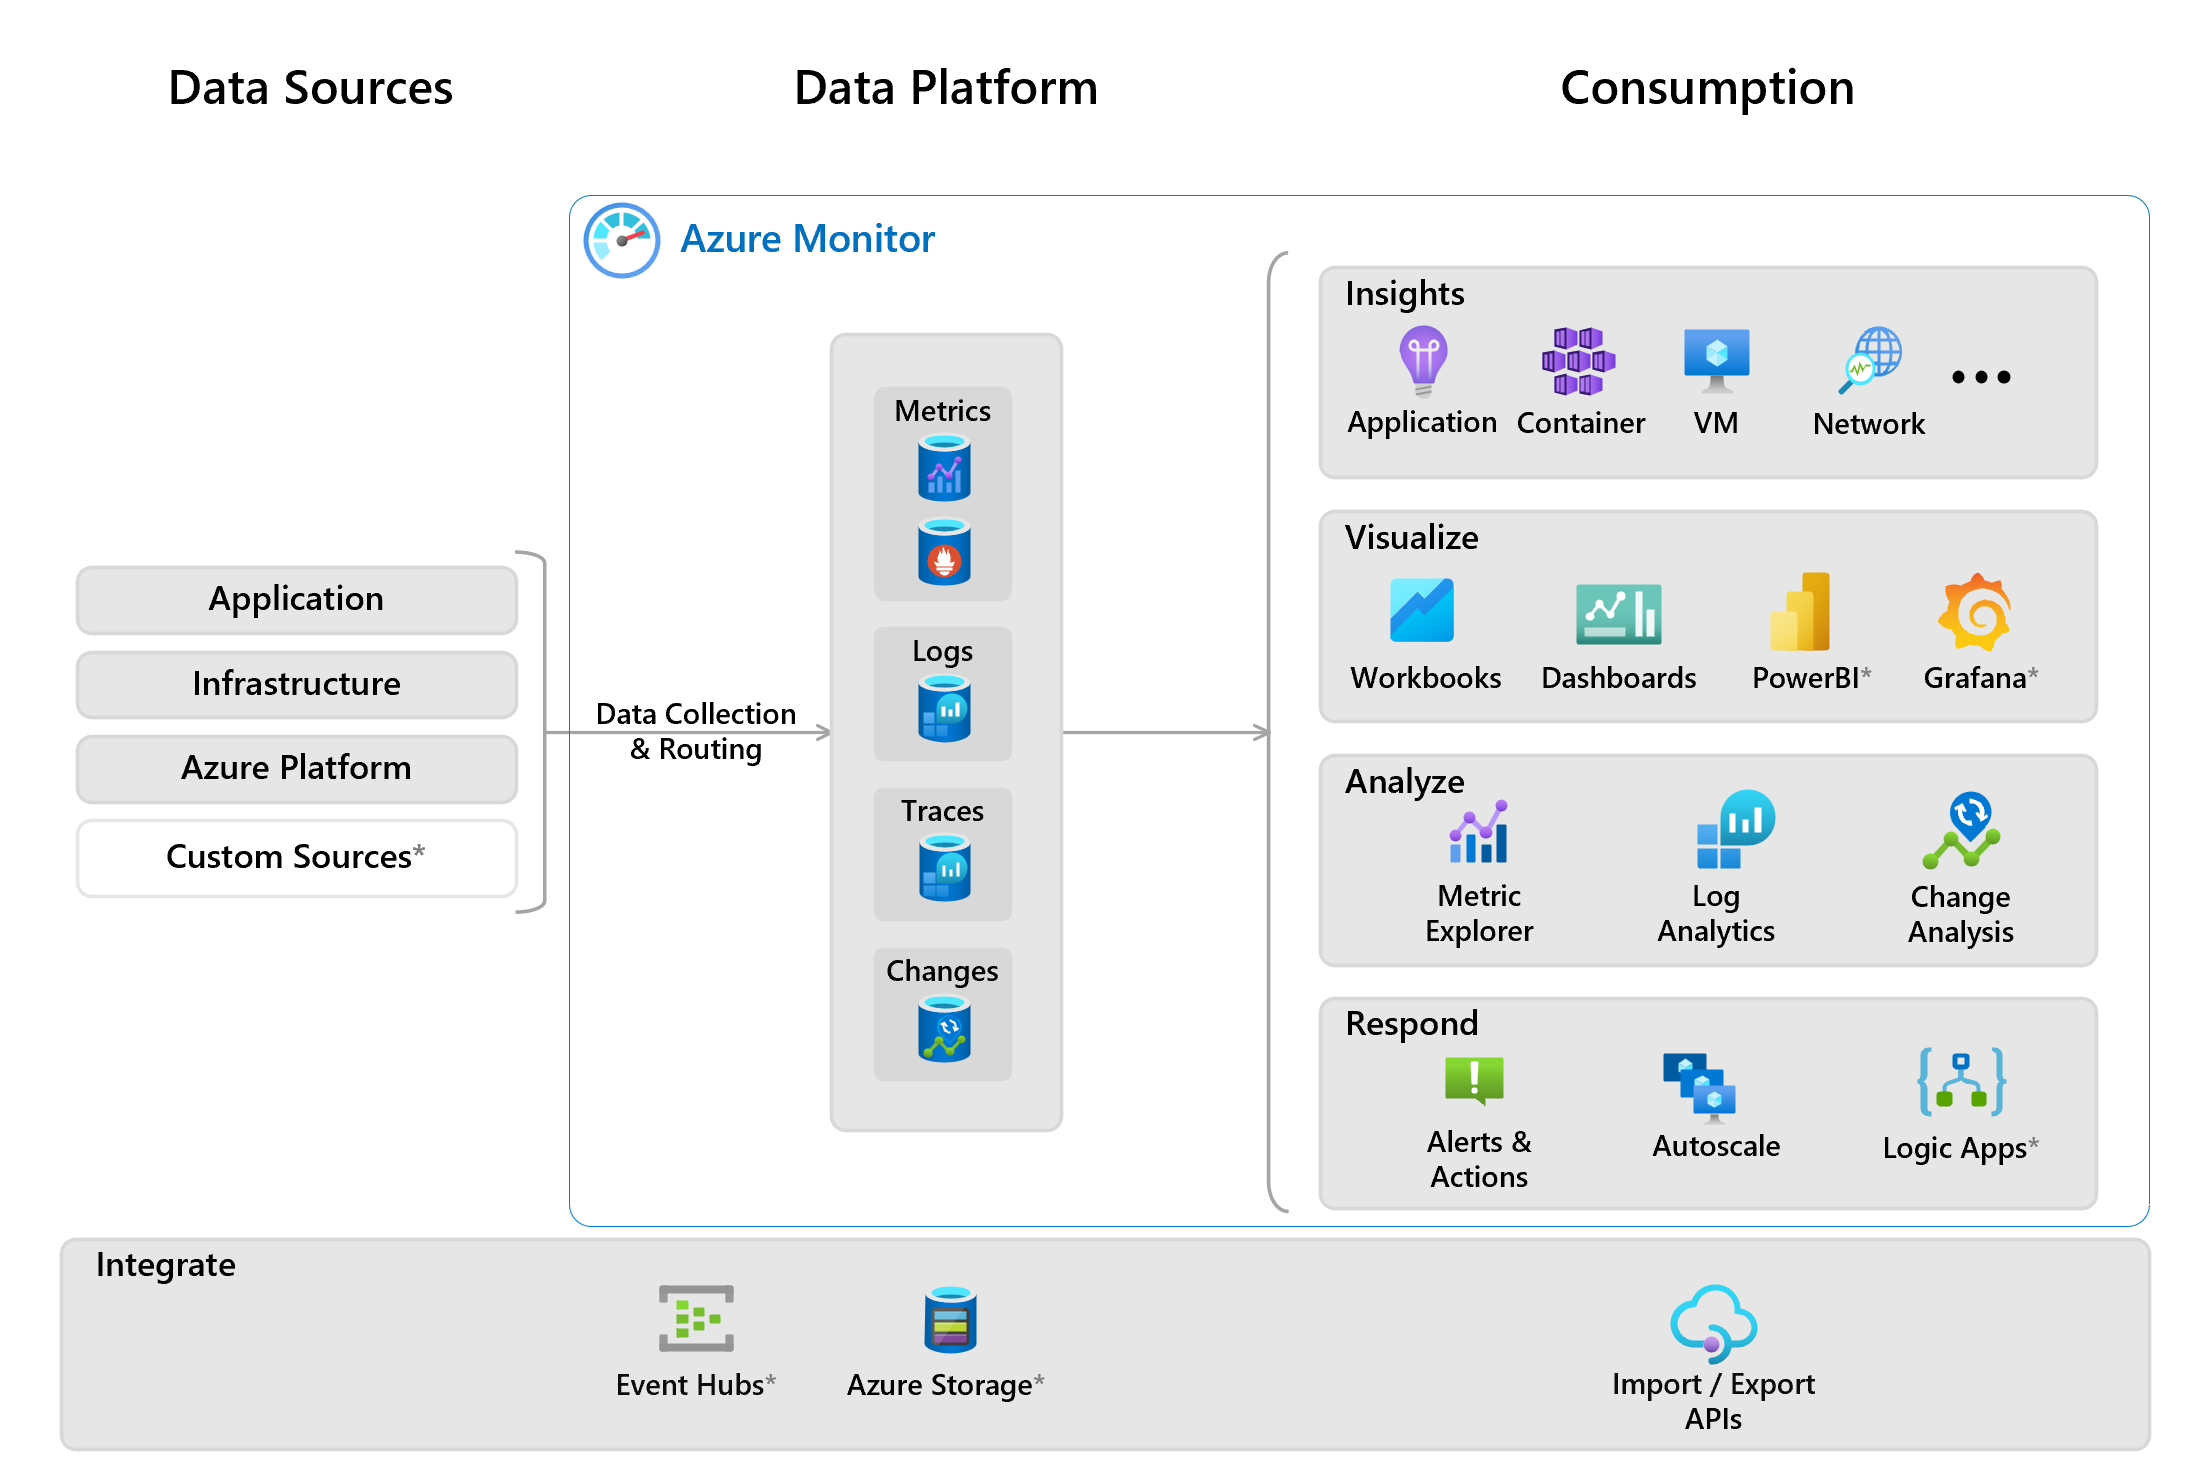 Data Sources
Data Platform
Consumption
Azure Monitor
Application
Infrastructure
Azure Platform
Custom Sources*
Data Collection
& Routing
Metrics
Logs
Traces
Changes
Insights
Application
Container
VM
Network
Visualize
Workbooks
Dashboards
PowerBI*
Grafana*
Analyze
Metric
Explorer
Log
Analytics
Change
Analysis
Respond
Alerts &
Actions
Autoscale
Logic Apps*
Integrate
Event Hubs*
Azure Storage*
Import / Export
APIs